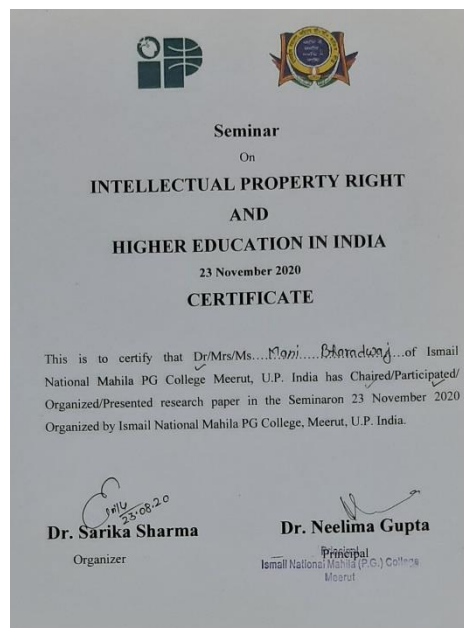 iP
Seminar
On
INTELLECTUAL PROPERTY RIGHT
AND
HIGHER EDUCATION IN INDIA
23 November 2020
CERTIFICATE
This is to certify that Dr/Mrs/Ms....Mani.....Bharadwaj...of Ismail
National Mahila PG College Meerut, U.P. India has Chaired/Participated/
Organized/Presented research paper in the Seminaron 23 November 2020
Organized by Ismail National Mahila PG College, Meerut, U.P. India.
23.08.20
Dr. Sarika Sharma
Organizer
Dr. Neelima Gupta
Principal
Principal
Ismail National Mahila (P.G.) College
Meerut